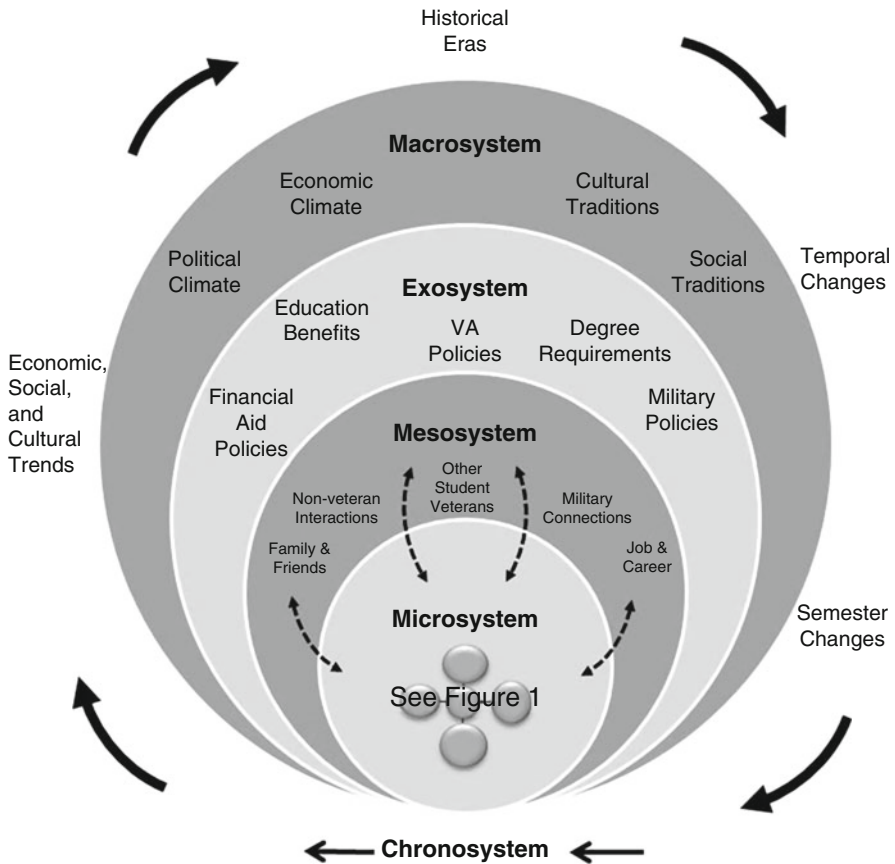 Historical
Eras
Macrosystem
Economic
Climate
Cultural
Traditions
Political
Climate
Social
Traditions
Temporal
Changes
Exosystem
Education
Benefits
VA
Policies
Degree
Requirements
Economic,
Social,
and
Cultural
Trends
Financial
Aid
Policies
Military
Policies
Mesosystem
Other
Student
Veterans
Non-veteran
Interactions
Military
Connections
Family &
Friends
Job &
Career
Microsystem
Semester
Changes
See Figure 1
Chronosystem